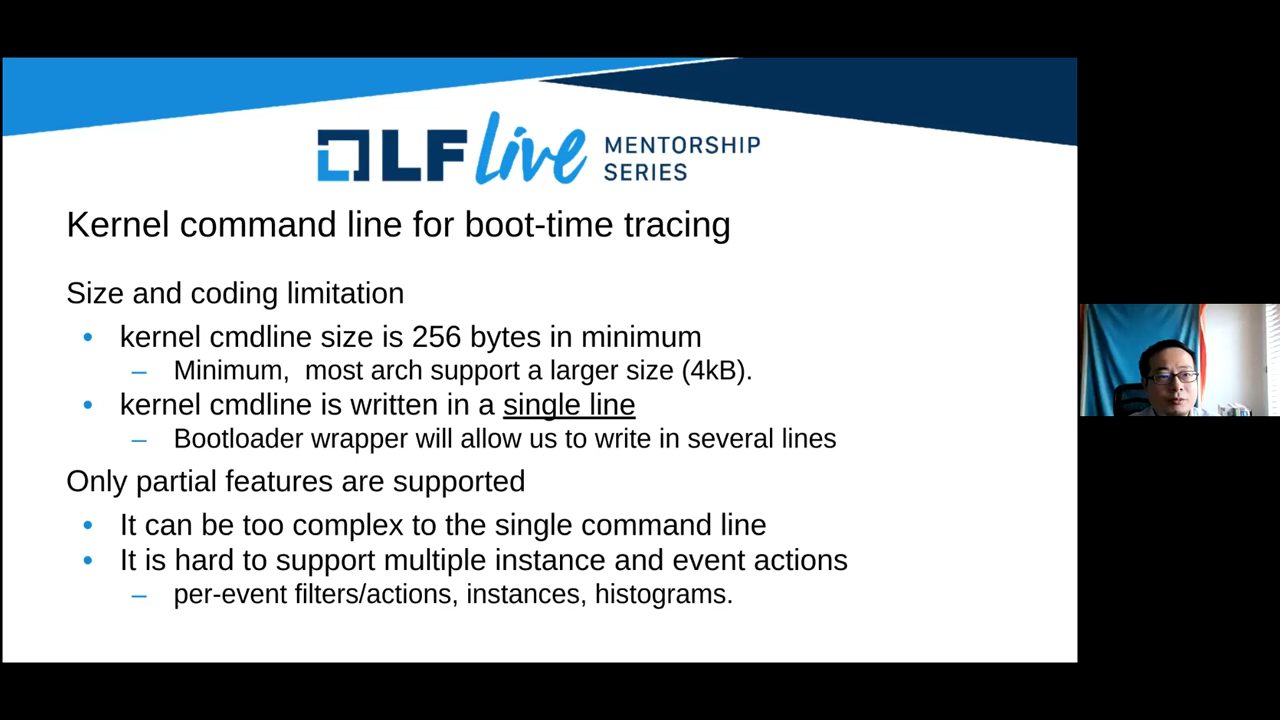 LF Live MENTORSHIP
SERIES
Kernel command line for boot-time tracing
Size and coding limitation
• kernel cmdline size is 256 bytes in minimum
– Minimum,  most arch support a larger size (4kB).
• kernel cmdline is written in a single line
– Bootloader wrapper will allow us to write in several lines
Only partial features are supported
• It can be too complex to the single command line
• It is hard to support multiple instance and event actions
– per-event filters/actions, instances, histograms.